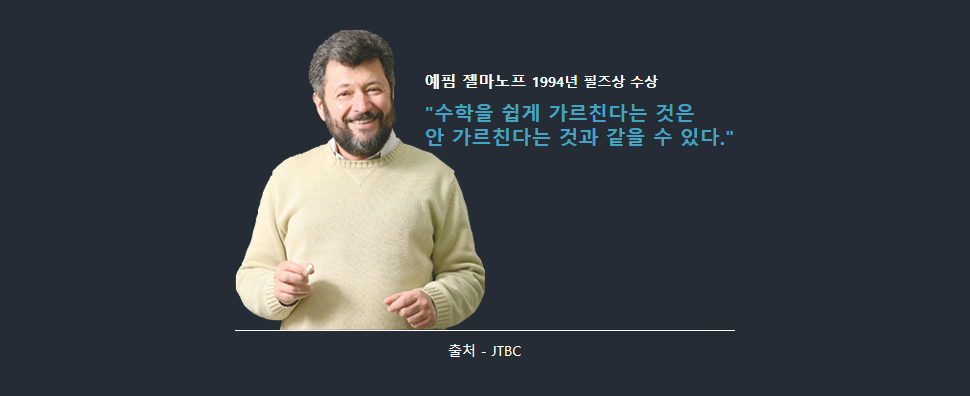 예핌 젤마노프 1994년 필즈상 수상
"수학을 쉽게 가르친다는 것은
안 가르친다는 것과 같을 수 있다."
출처 - JTBC